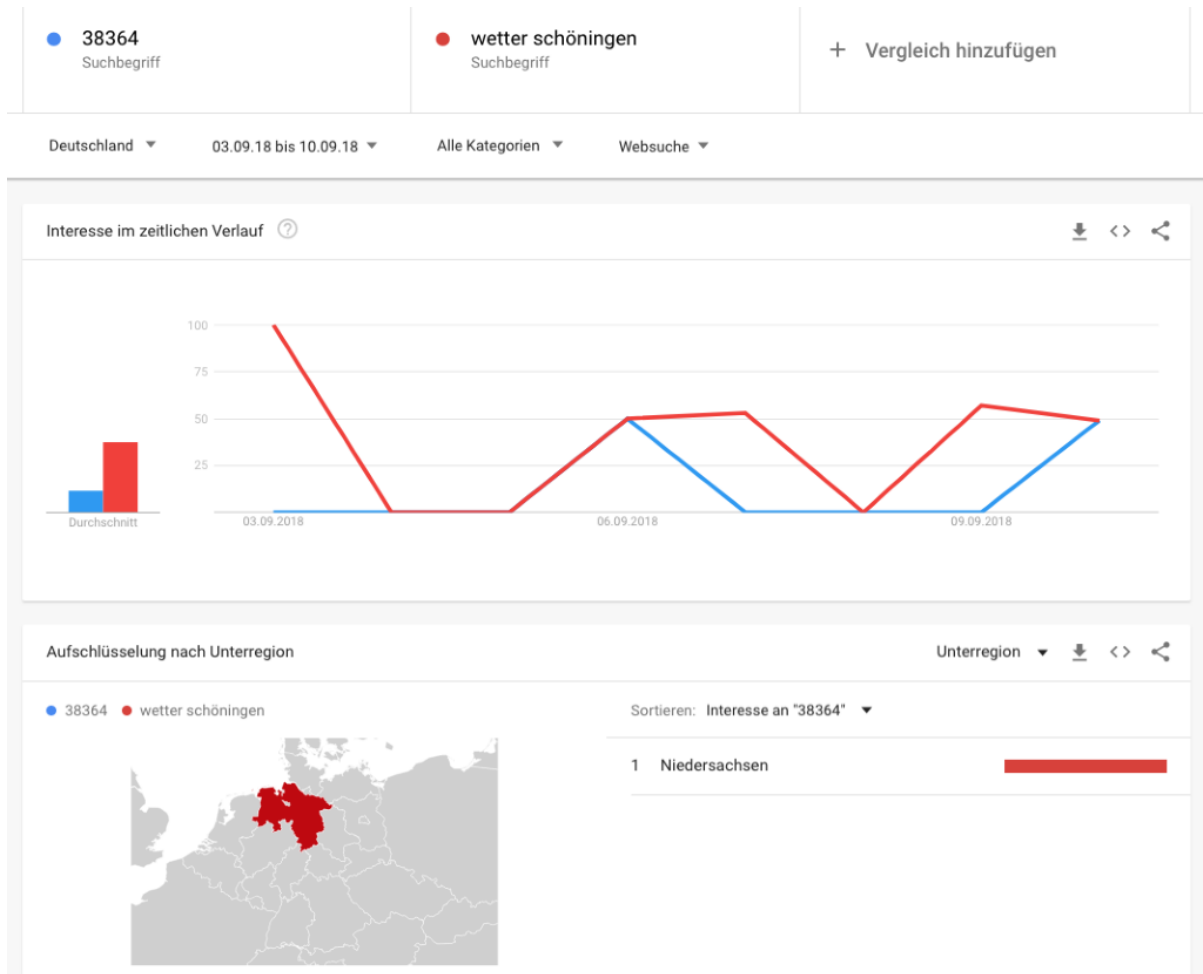 38364
Suchbegriff
wetter schöningen
Suchbegriff
+ Vergleich hinzufügen
Deutschland
03.09.18 bis 10.09.18
Alle Kategorien
Websuche
Interesse im zeitlichen Verlauf ?
100
75
50
25
Durchschnitt
03.09.2018
06.09.2018
09.09.2018
Aufschlüsselung nach Unterregion
Unterregion
38364 wetter schöningen
Sortieren: Interesse an "38364"
1 Niedersachsen